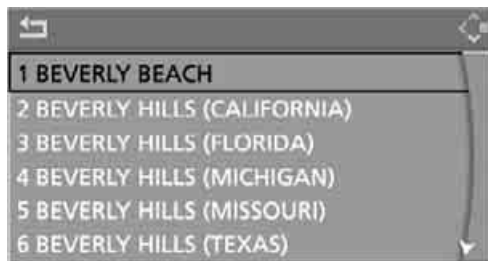 1 BEVERLY BEACH
2 BEVERLY HILLS (CALIFORNIA)
3 BEVERLY HILLS (FLORIDA)
4 BEVERLY HILLS (MICHIGAN)
5 BEVERLY HILLS (MISSOURI)
6 BEVERLY HILLS (TEXAS)